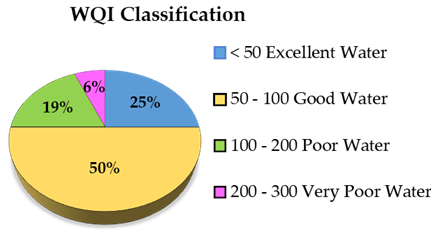 WQI Classification
6%
25%
19%
50%
< 50 Excellent Water
50 - 100 Good Water
100 - 200 Poor Water
200 - 300 Very Poor Water